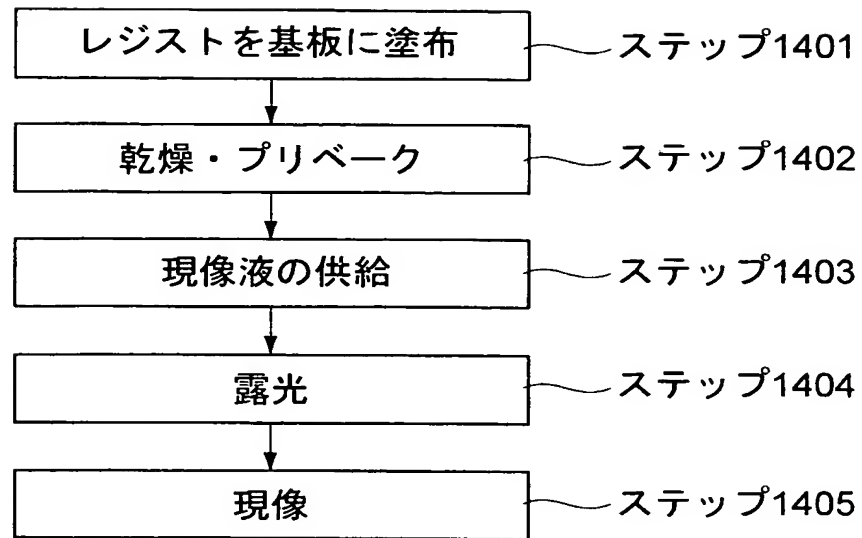 レジストを基板に塗布 ステップ1401
乾燥・プリベーク ステップ1402
現像液の供給 ステップ1403
露光 ステップ1404
現像 ステップ1405